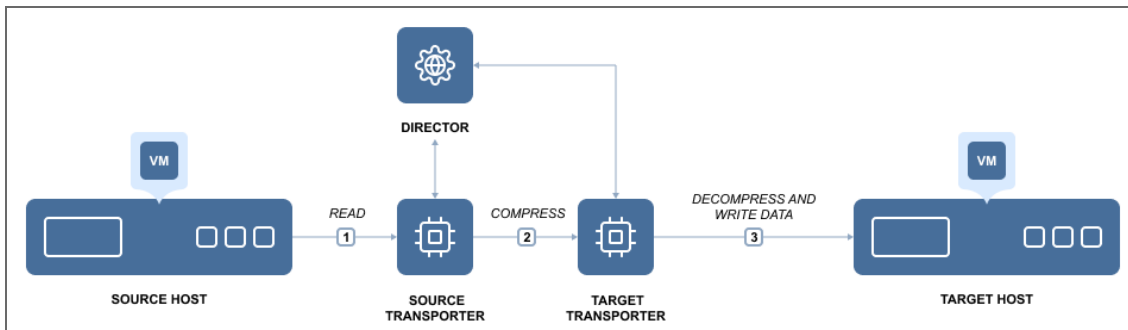 DIRECTOR
VM
VM
READ
COMPRESS
DECOMPRESS AND
WRITE DATA
1
2
3
SOURCE HOST
SOURCE
TRANSPORTER
TARGET
TRANSPORTER
TARGET HOST